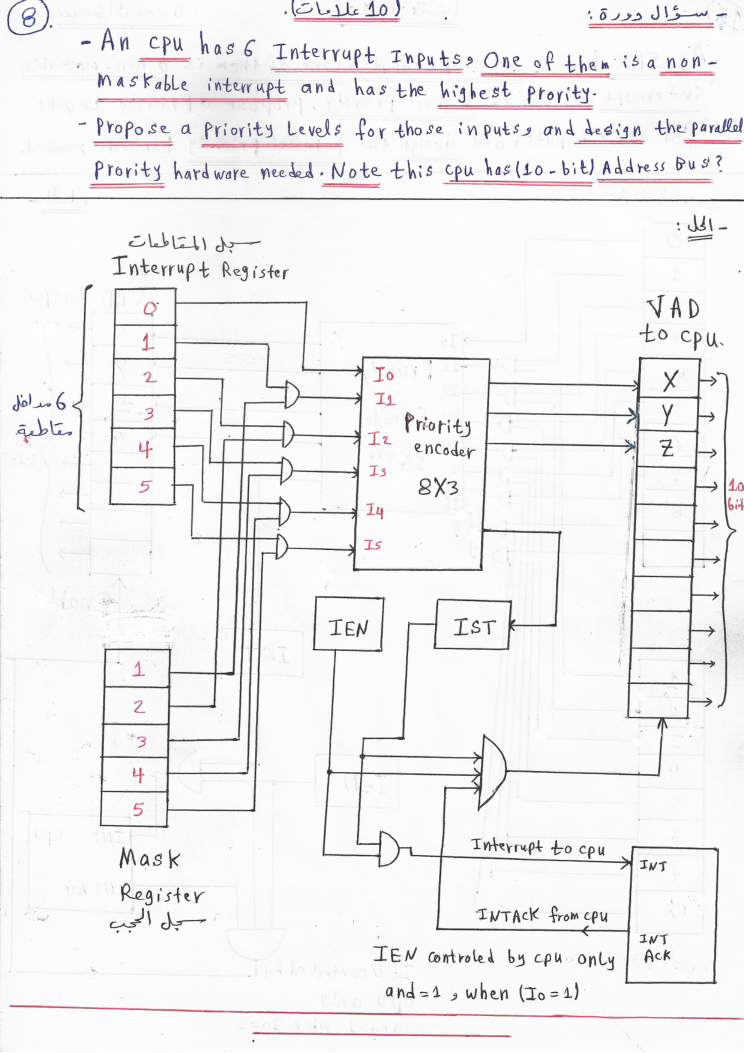 8
(10 علامات).
- سؤال دورة :
- An cpu has 6 Interrupt Inputs, One of them is a non-
Maskable interrupt and has the highest Prority.
- Propose a Priority Levels for those inputs, and design the parallel
Prority hardware needed. Note this cpu has (10-bit) Address Bus?
- الحل :
سجل المقاطعات
Interrupt Register
0
1
2
3
4
5
6 مداخل
مقاطعة
I0
I1
I2
I3
I4
I5
Priority
encoder
8X3
VAD
to cpu.
X
Y
Z
10
bit
IEN
IST
1
2
3
4
5
Mask
Register
سجل الحجب
Interrupt to cpu
INT
INTAck from cpu
INT
Ack
IEN controled by cpu only
and = 1 , when (I0 = 1)